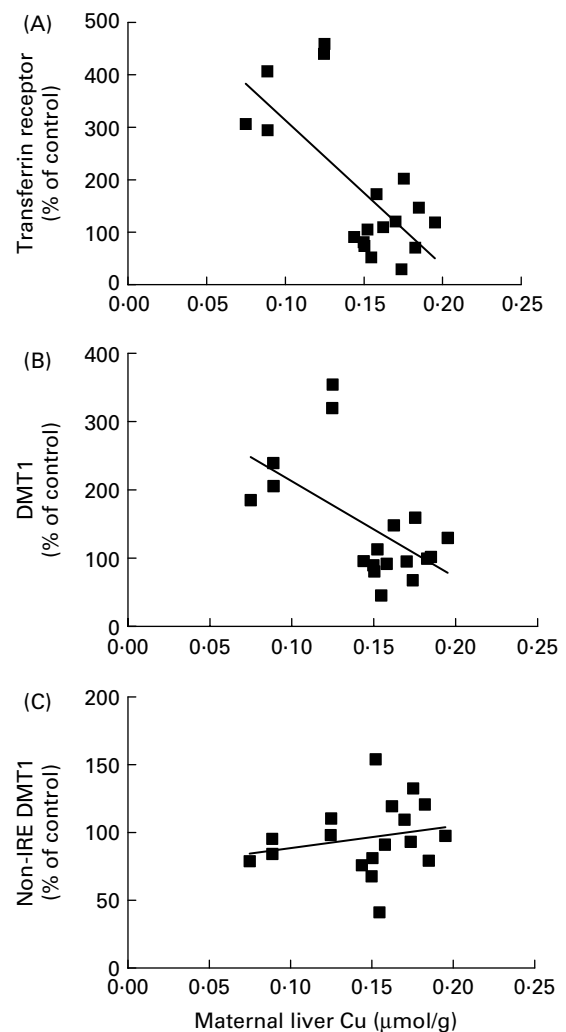 (A)
Transferrin receptor
(% of control)
500
400
300
200
100
0
0·00 0·05 0·10 0·15 0·20 0·25
(B)
DMT1
(% of control)
400
300
200
100
0
0·00 0·05 0·10 0·15 0·20 0·25
(C)
Non-IRE DMT1
(% of control)
200
150
100
50
0
0·00 0·05 0·10 0·15 0·20 0·25
Maternal liver Cu (μmol/g)